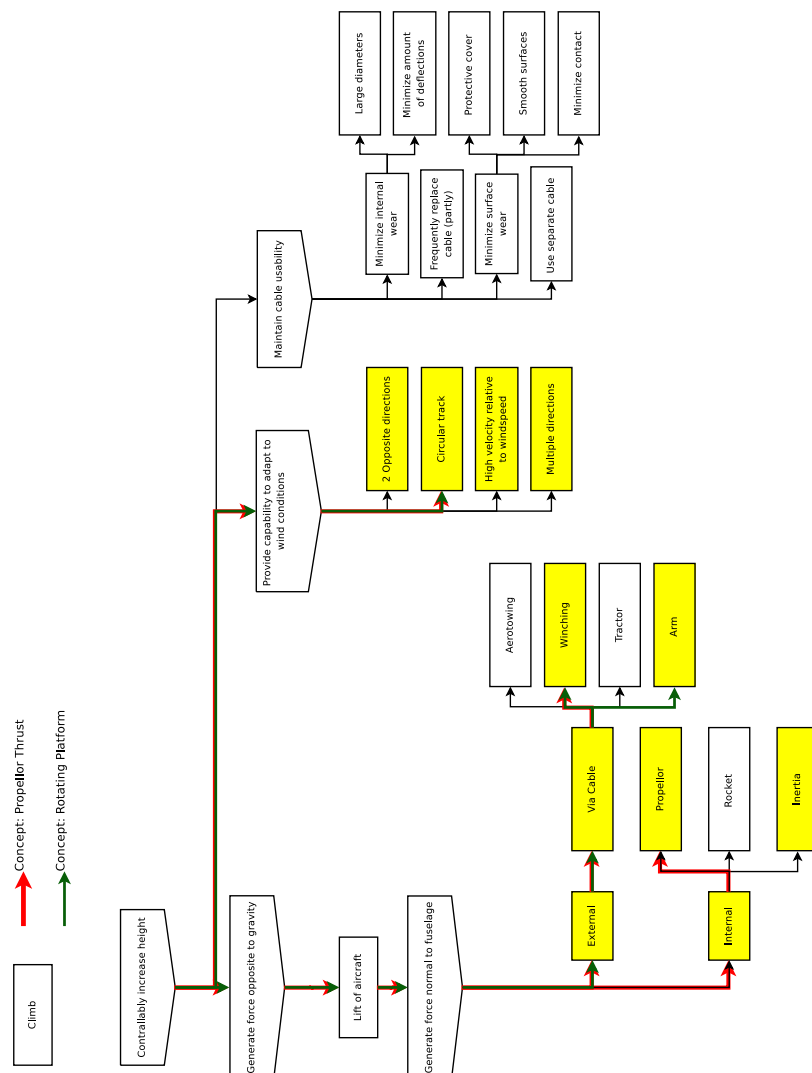 Climb
Concept: Propellor Thrust
Concept: Rotating Platform
Contrallably increase height
Generate force opposite to gravity
Provide capability to adapt to
wind conditions
Maintain cable usability
Lift of aircraft
Generate force normal to fuselage
2 Opposite directions
Circular track
High velocity relative
to windspeed
Multiple directions
Minimize internal
wear
Frequently replace
cable (partly)
Minimize surface
wear
Use separate cable
Large diameters
Minimize amount
of deflections
Protective cover
Smooth surfaces
Minimize contact
External
Internal
Via Cable
Propellor
Rocket
Inertia
Aerotowing
Winching
Tractor
Arm